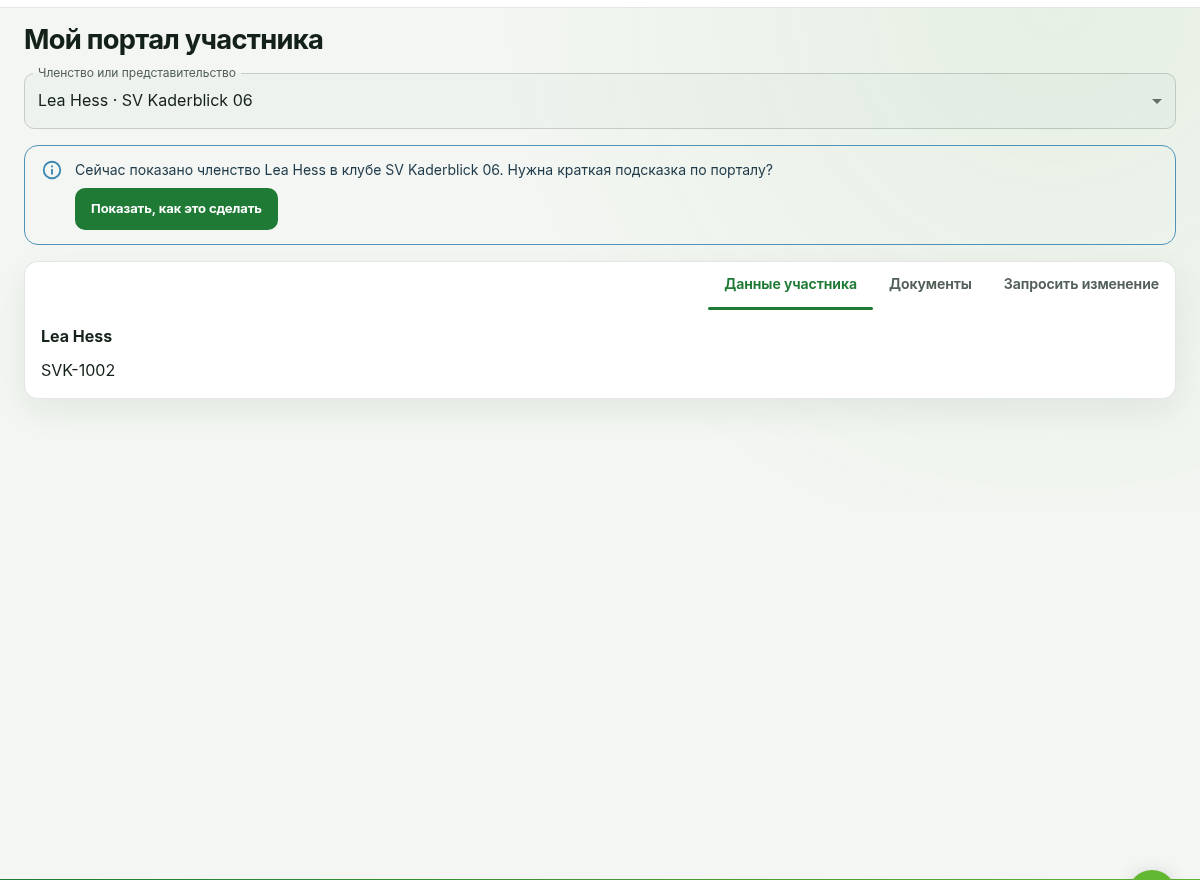 Мой портал участника
Членство или представительство
Lea Hess · SV Kaderblick 06
Сейчас показано членство Lea Hess в клубе SV Kaderblick 06. Нужна краткая подсказка по порталу?
Показать, как это сделать
Данные участника Документы Запросить изменение
Lea Hess
SVK-1002